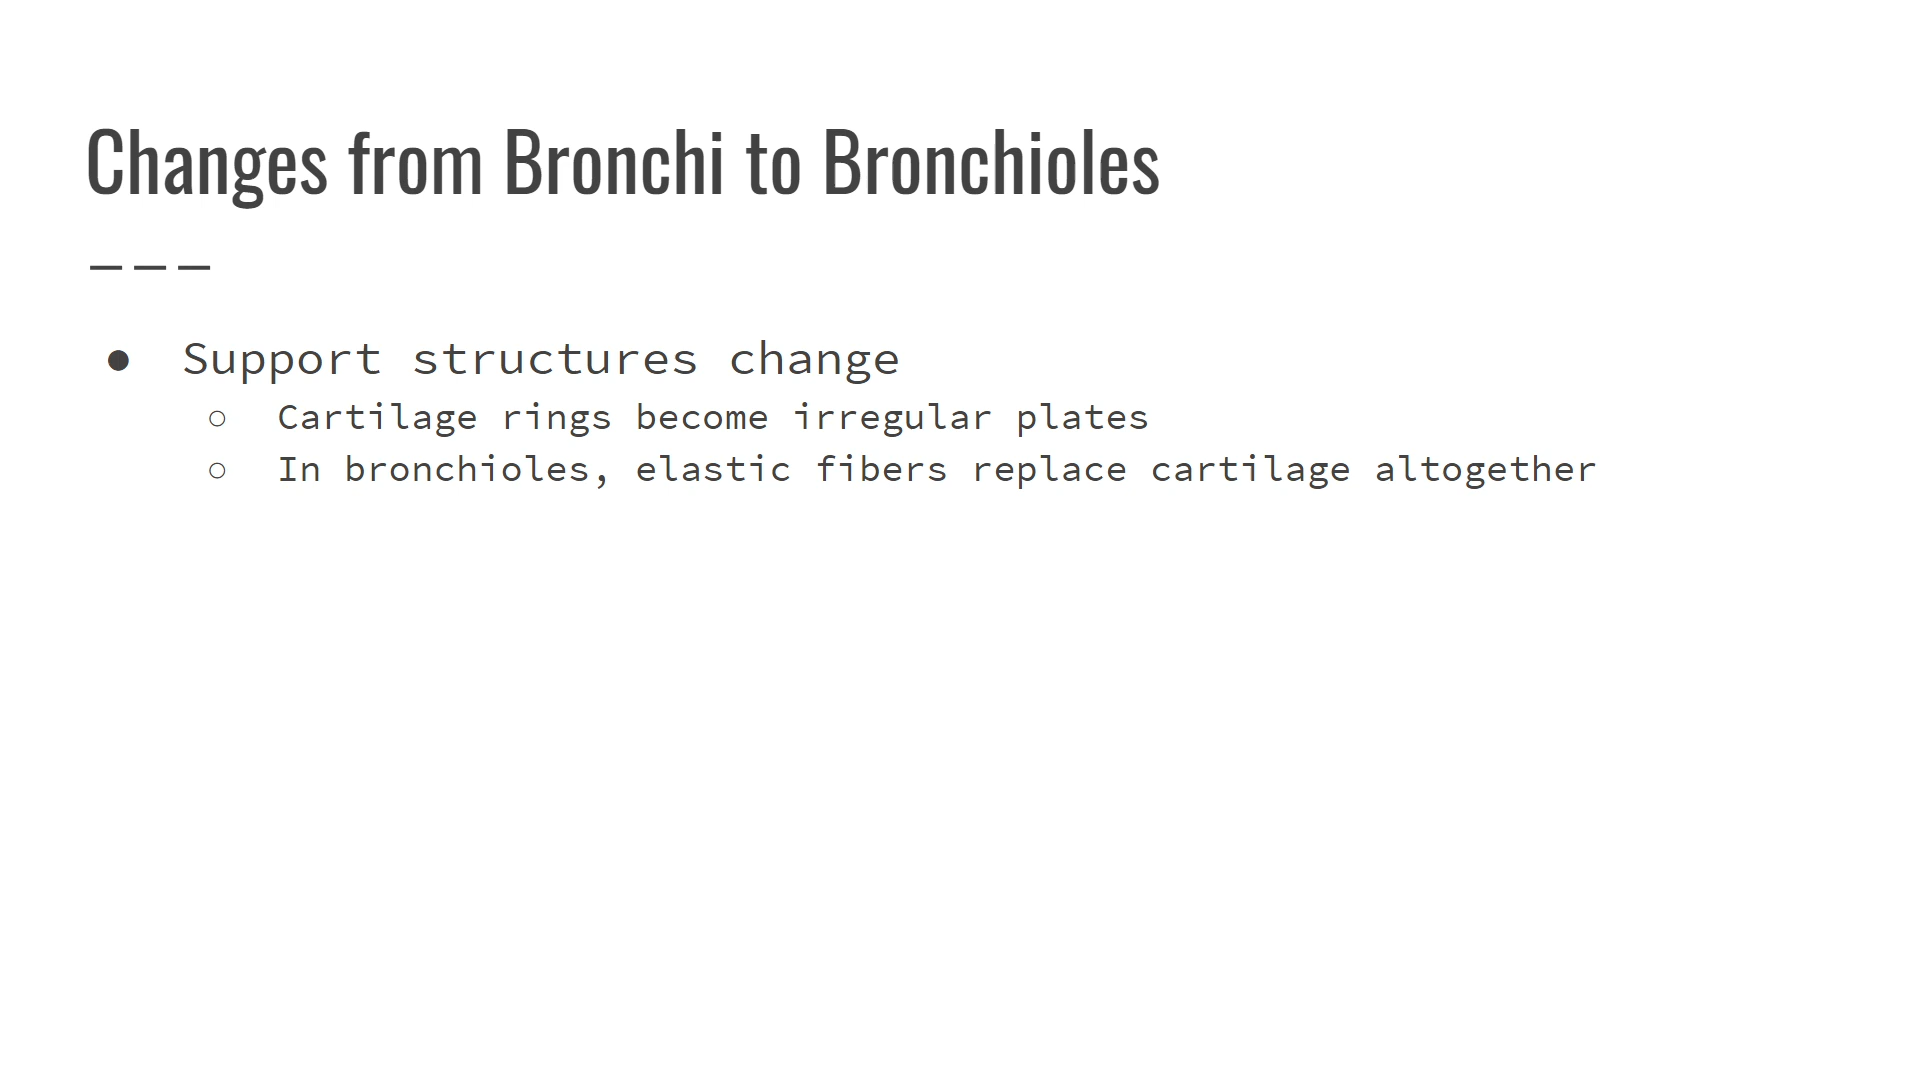 Changes from Bronchi to Bronchioles
● Support structures change
○ Cartilage rings become irregular plates
○ In bronchioles, elastic fibers replace cartilage altogether